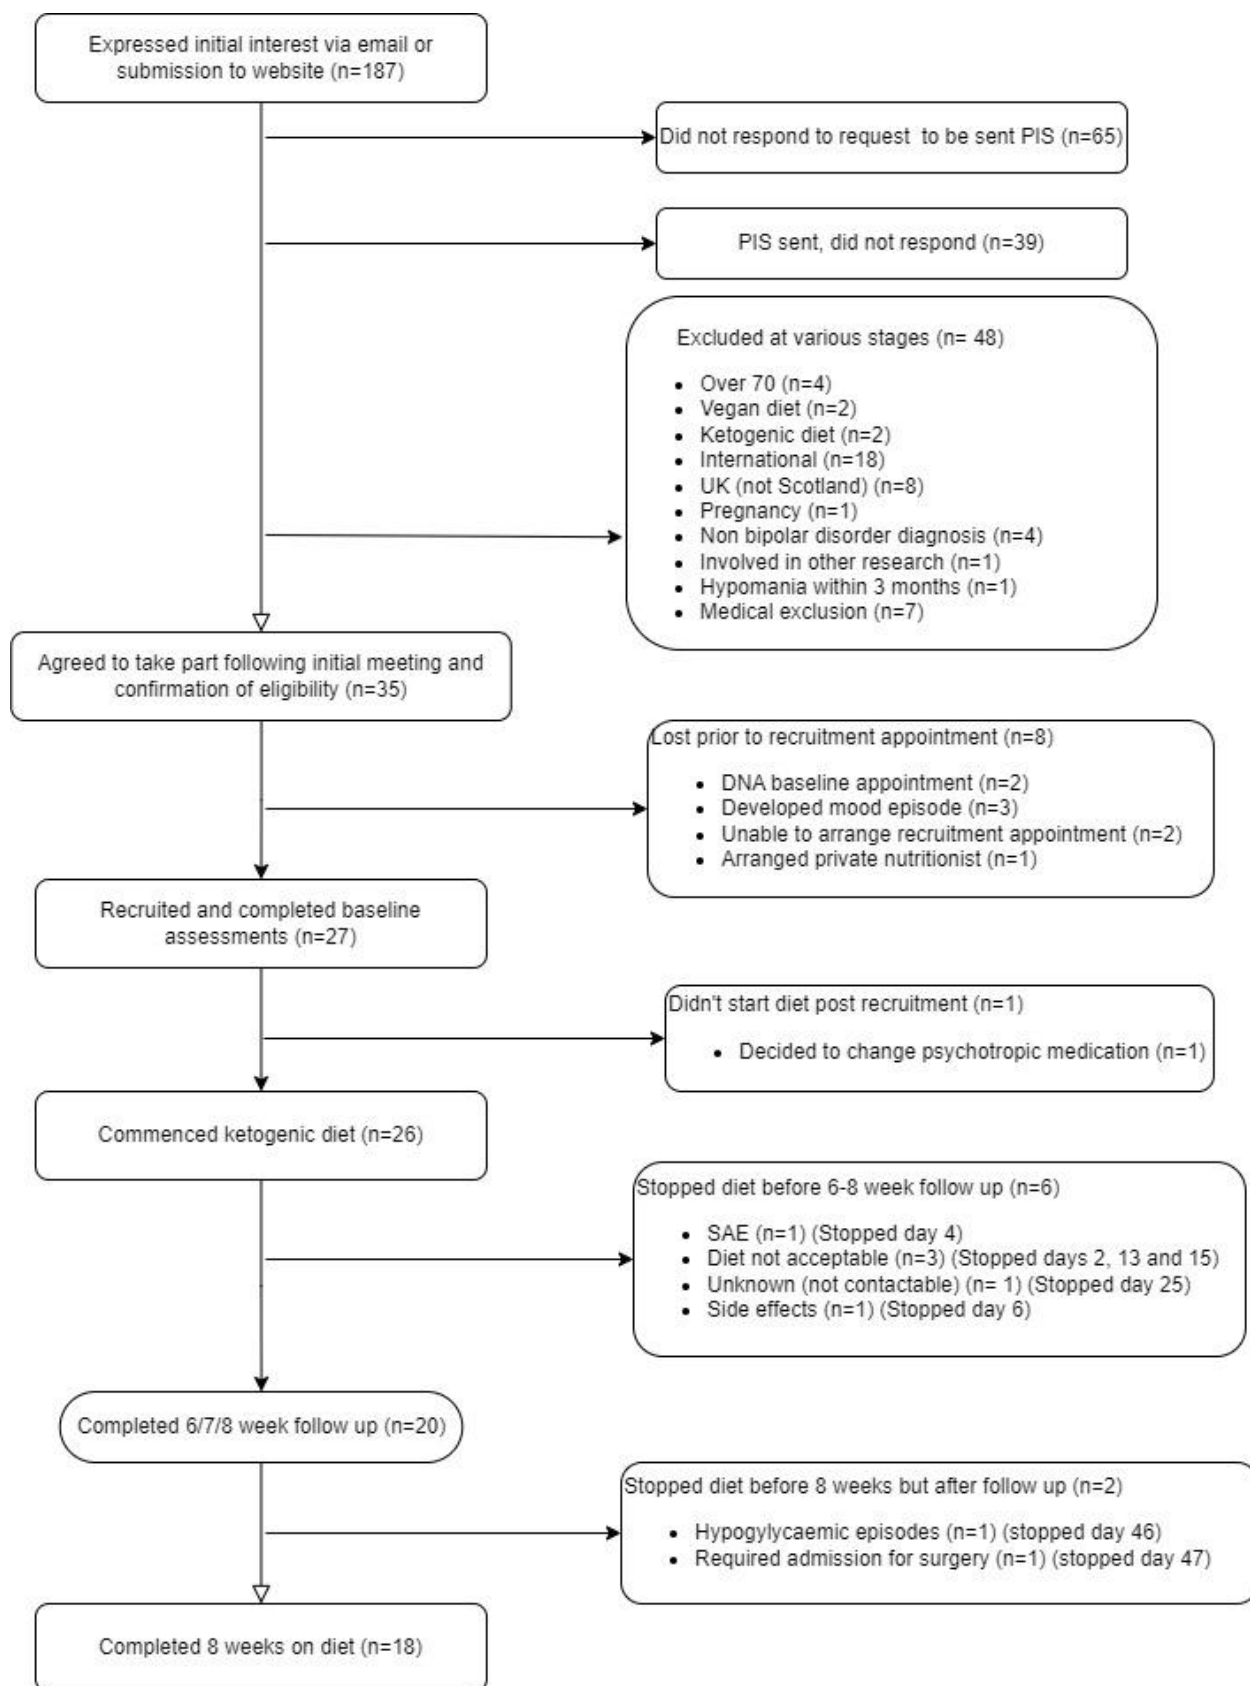 Expressed initial interest via email or
submission to website (n=187)
Did not respond to request  to be sent PIS (n=65)
PIS sent, did not respond (n=39)
Excluded at various stages (n= 48)
• Over 70 (n=4)
• Vegan diet (n=2)
• Ketogenic diet (n=2)
• International (n=18)
• UK (not Scotland) (n=8)
• Pregnancy (n=1)
• Non bipolar disorder diagnosis (n=4)
• Involved in other research (n=1)
• Hypomania within 3 months (n=1)
• Medical exclusion (n=7)
Agreed to take part following initial meeting and
confirmation of eligibility (n=35)
Lost prior to recruitment appointment (n=8)
• DNA baseline appointment (n=2)
• Developed mood episode (n=3)
• Unable to arrange recruitment appointment (n=2)
• Arranged private nutritionist (n=1)
Recruited and completed baseline
assessments (n=27)
Didn't start diet post recruitment (n=1)
• Decided to change psychotropic medication (n=1)
Commenced ketogenic diet (n=26)
Stopped diet before 6-8 week follow up (n=6)
• SAE (n=1) (Stopped day 4)
• Diet not acceptable (n=3) (Stopped days 2, 13 and 15)
• Unknown (not contactable) (n= 1) (Stopped day 25)
• Side effects (n=1) (Stopped day 6)
Completed 6/7/8 week follow up (n=20)
Stopped diet before 8 weeks but after follow up (n=2)
• Hypogylycaemic episodes (n=1) (stopped day 46)
• Required admission for surgery (n=1) (stopped day 47)
Completed 8 weeks on diet (n=18)